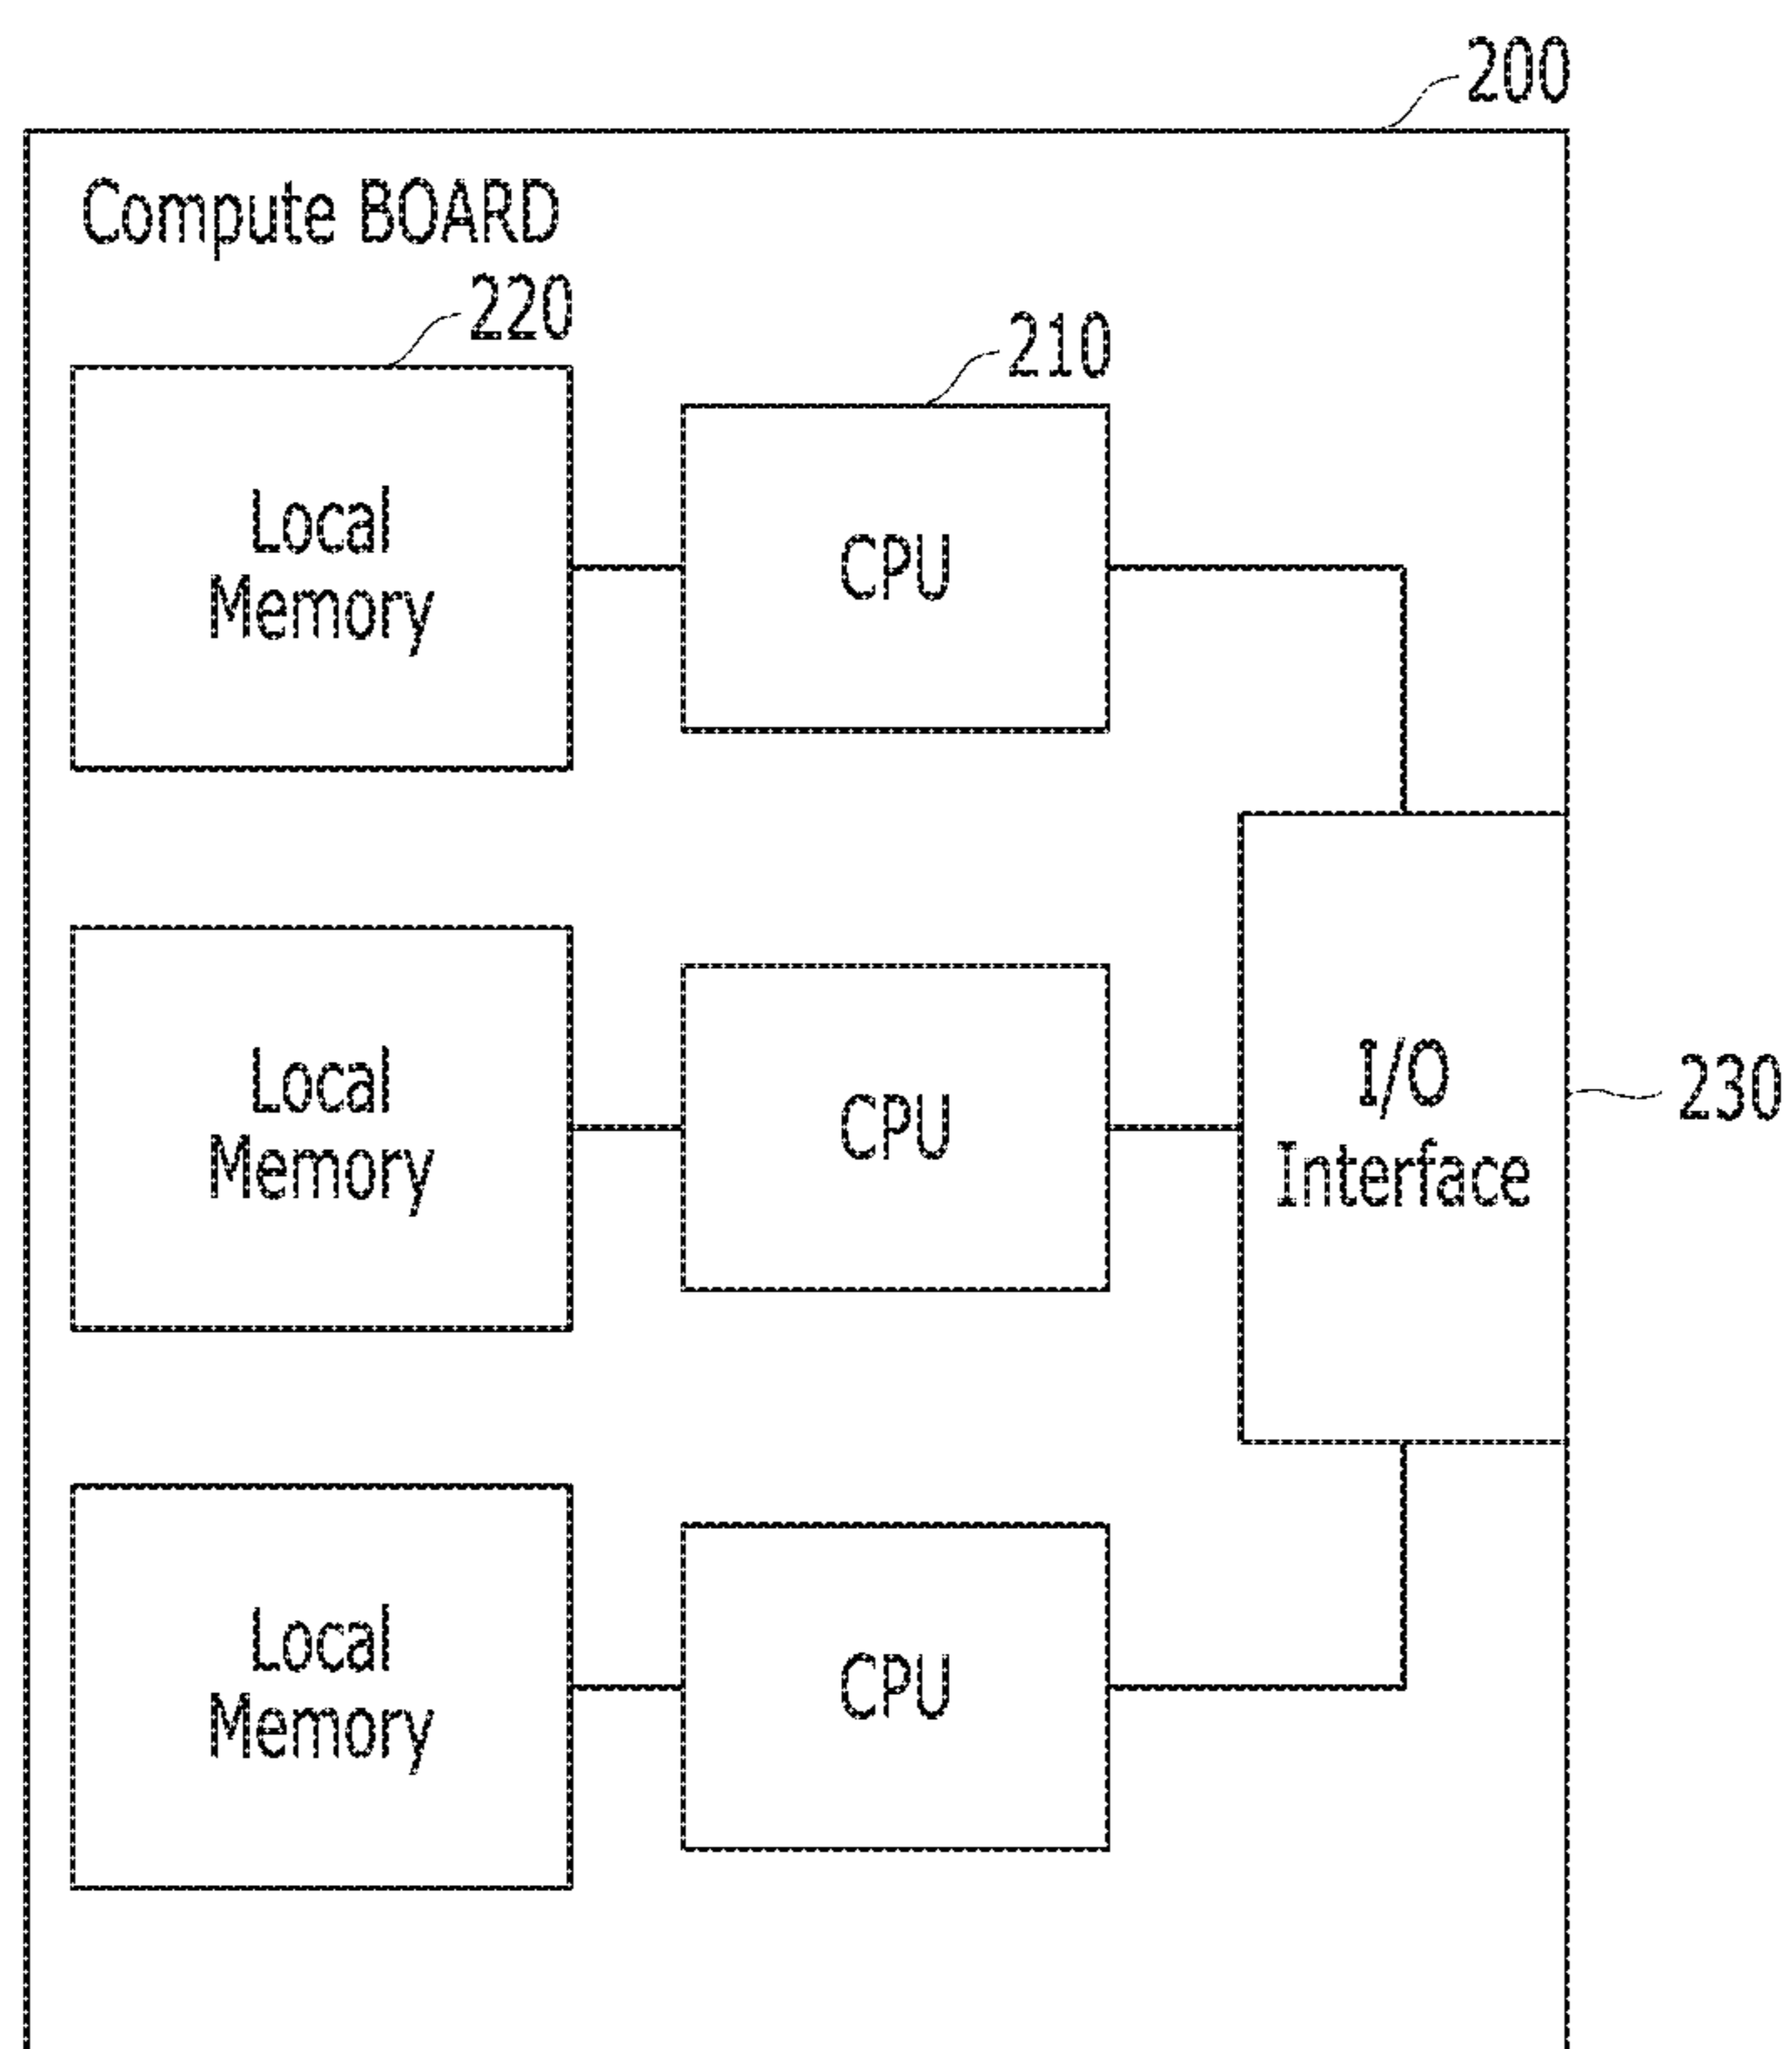 200
Compute BOARD
220
210
Local
Memory
CPU
Local
Memory
CPU
I/O
Interface
230
Local
Memory
CPU